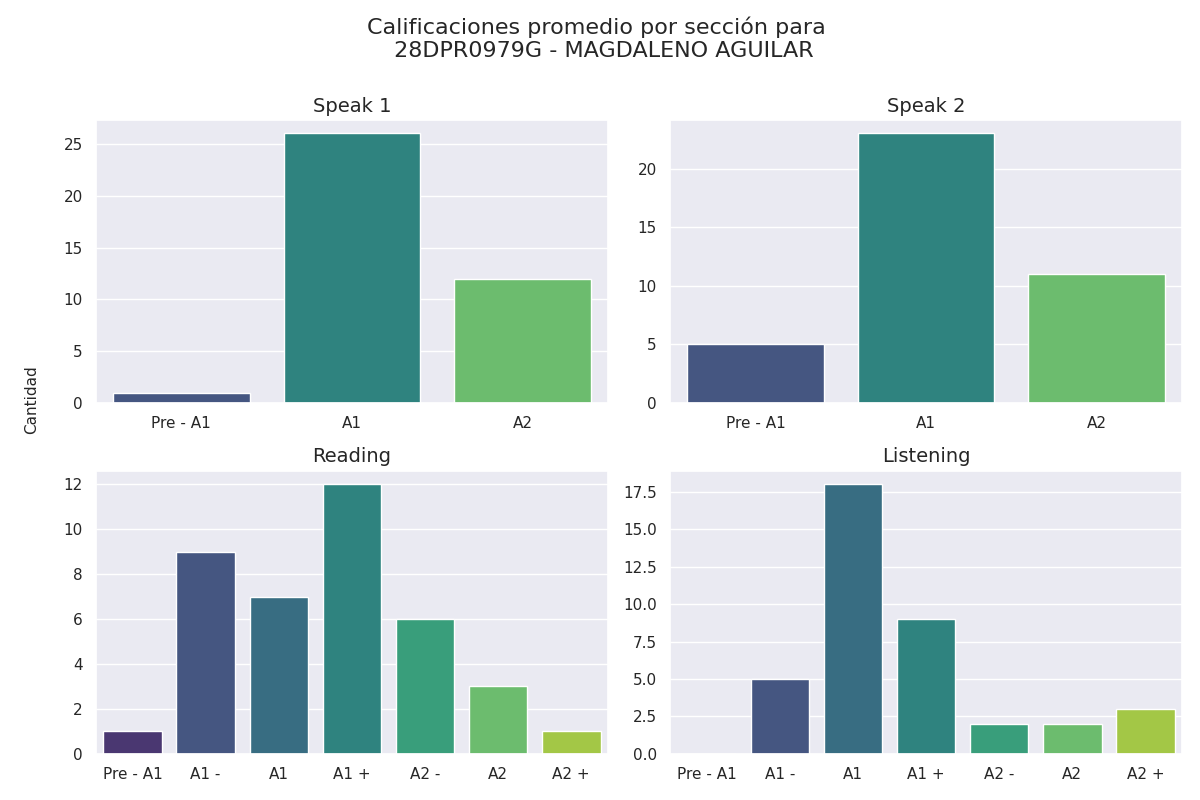 Calificaciones promedio por sección para
28DPR0979G - MAGDALENO AGUILAR
Cantidad
Speak 1
25
20
15
10
5
0
Pre - A1 A1 A2
Speak 2
20
15
10
5
0
Pre - A1 A1 A2
Reading
12
10
8
6
4
2
0
Pre - A1 A1 - A1 A1 + A2 - A2 A2 +
Listening
17.5
15.0
12.5
10.0
7.5
5.0
2.5
0.0
Pre - A1 A1 - A1 A1 + A2 - A2 A2 +